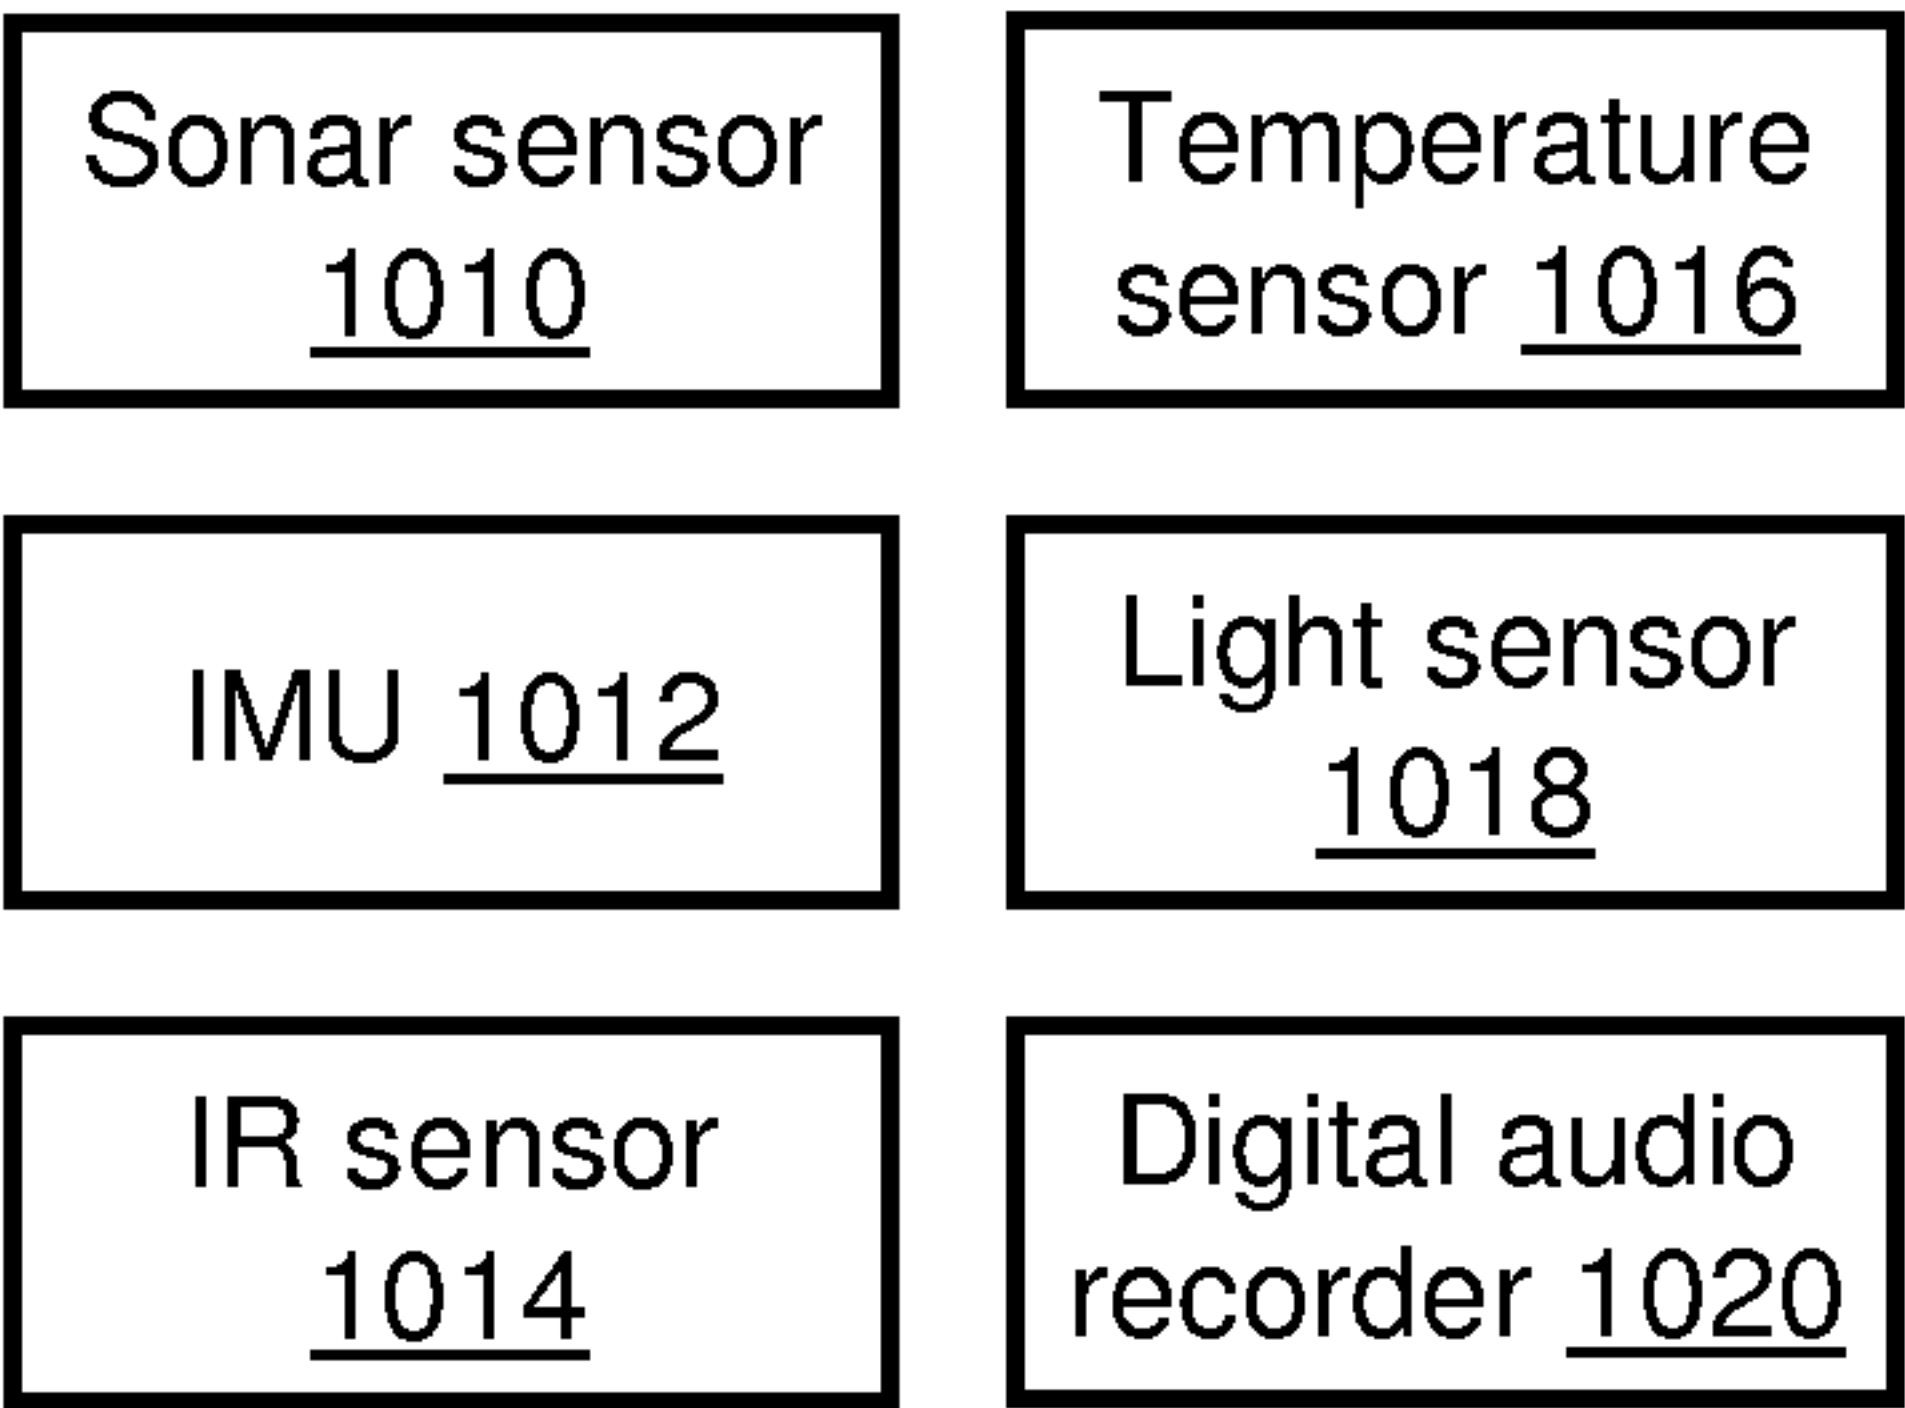 Sonar sensor
1010
Temperature
sensor 1016
IMU 1012
Light sensor
1018
IR sensor
1014
Digital audio
recorder 1020